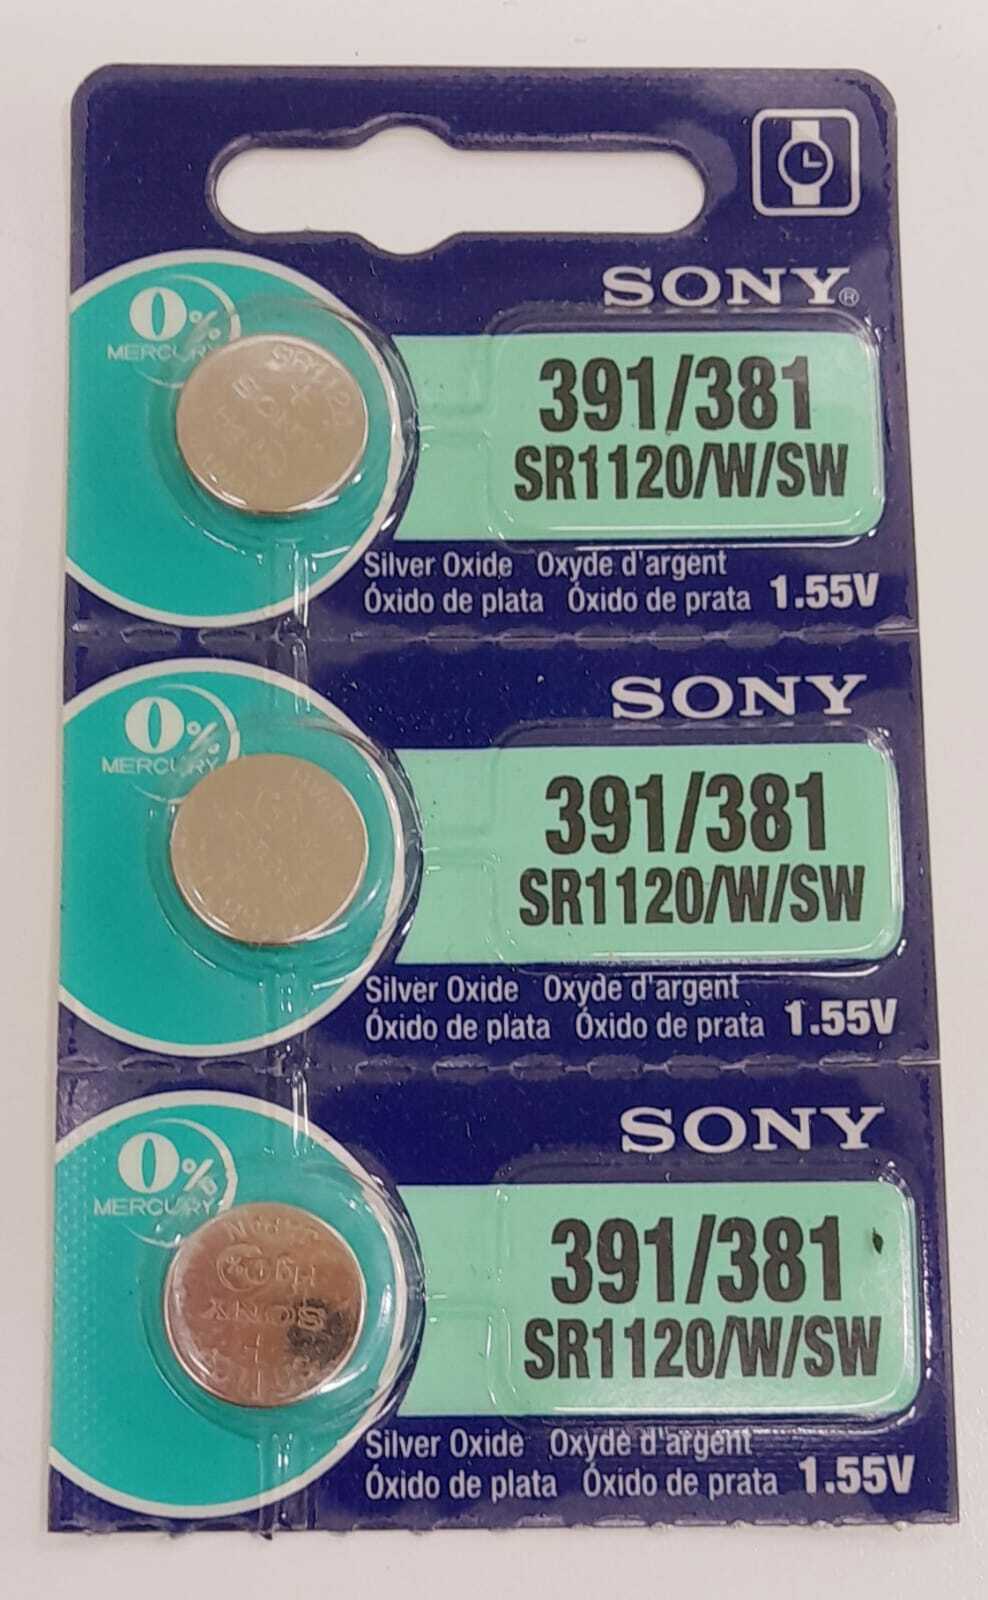 SONY®
0%
MERCURY
SR1120
SONY
391/381
SR1120/W/SW
Silver Oxide Oxyde d'argent
Óxido de plata Óxido de prata 1.55V
SONY
0%
MERCURY
391/381
SR1120/W/SW
Silver Oxide Oxyde d'argent
Óxido de plata Óxido de prata 1.55V
SONY
0%
MERCURY
SONY
391/381
SR1120/W/SW
Silver Oxide Oxyde d'argent
Óxido de plata Óxido de prata 1.55V